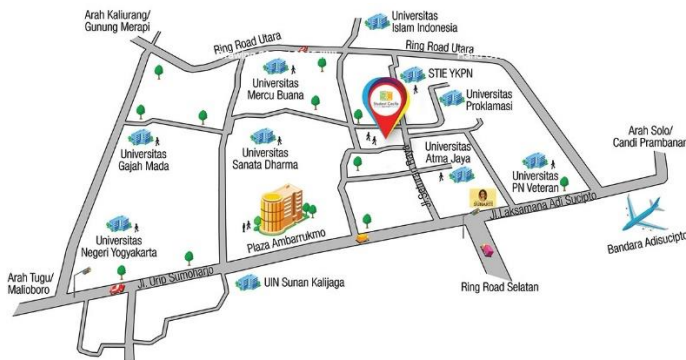 Arah Kaliurang/
Gunung Merapi
Universitas
Islam Indonesia
Ring Road Utara
Ring Road Utara
STIE YKPN
Universitas
Mercu Buana
Universitas
Proklamasi
Student Castle
Arah Solo/
Candi Prambanan
Universitas
Gajah Mada
Universitas
Sanata Dharma
Universitas
Atma Jaya
Universitas
PN Veteran
Jl. Laksamana Adi Sucipto
Universitas
Negeri Yogyakarta
Plaza Ambarrukmo
Bandara Adisucipto
Arah Tugu/
Malioboro
Jl. Urip Sumoharjo
UIN Sunan Kalijaga
Ring Road Selatan